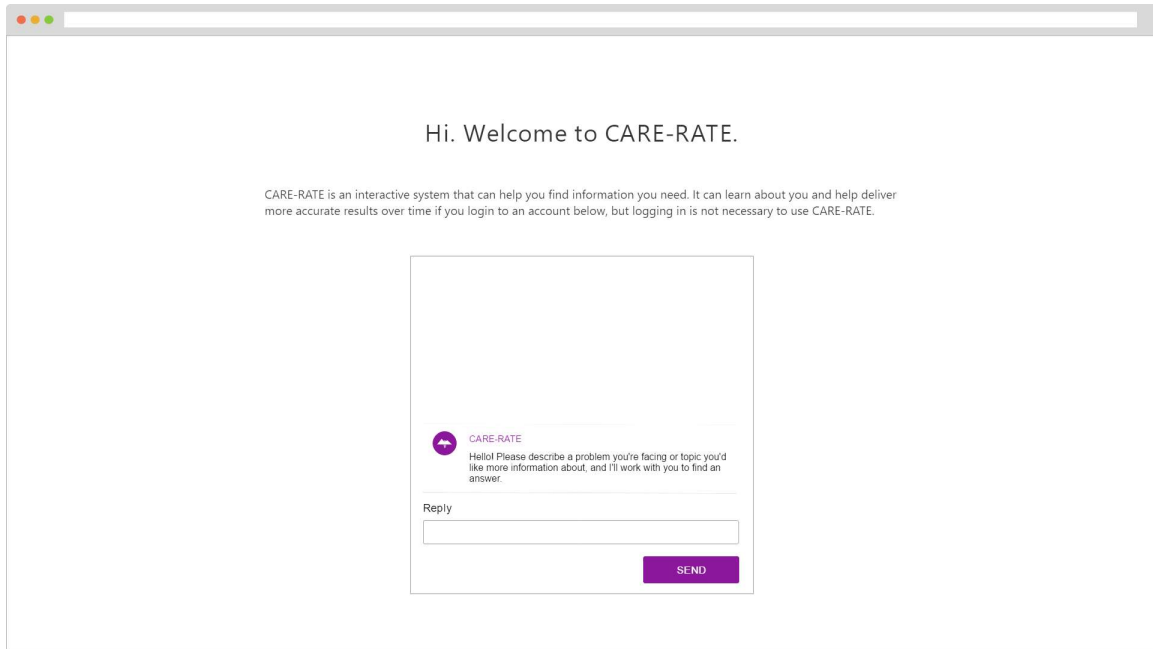 Hi. Welcome to CARE-RATE.
CARE-RATE is an interactive system that can help you find information you need. It can learn about you and help deliver
more accurate results over time if you login to an account below, but logging in is not necessary to use CARE-RATE.
CARE-RATE
Hello! Please describe a problem you're facing or topic you'd
like more information about, and I'll work with you to find an
answer.
Reply
SEND